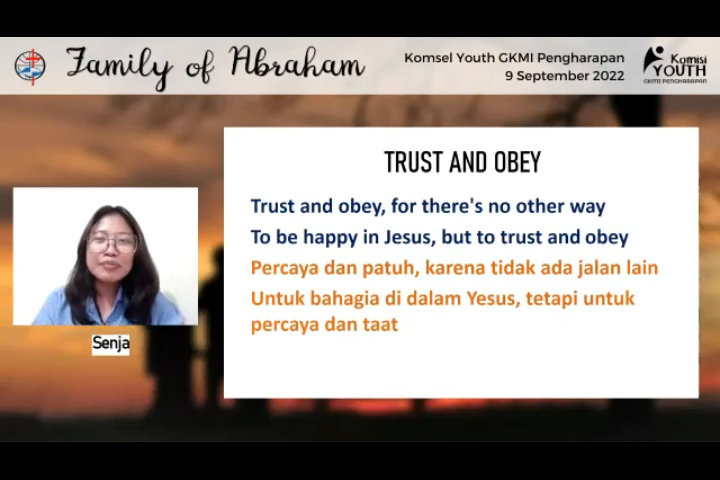 Family of Abraham
Komsel Youth GKMI Pengharapan
9 September 2022
Komisi
YOUTH
GKMI PENGHARAPAN
TRUST AND OBEY
Trust and obey, for there's no other way
To be happy in Jesus, but to trust and obey
Percaya dan patuh, karena tidak ada jalan lain
Untuk bahagia di dalam Yesus, tetapi untuk
percaya dan taat
Senja